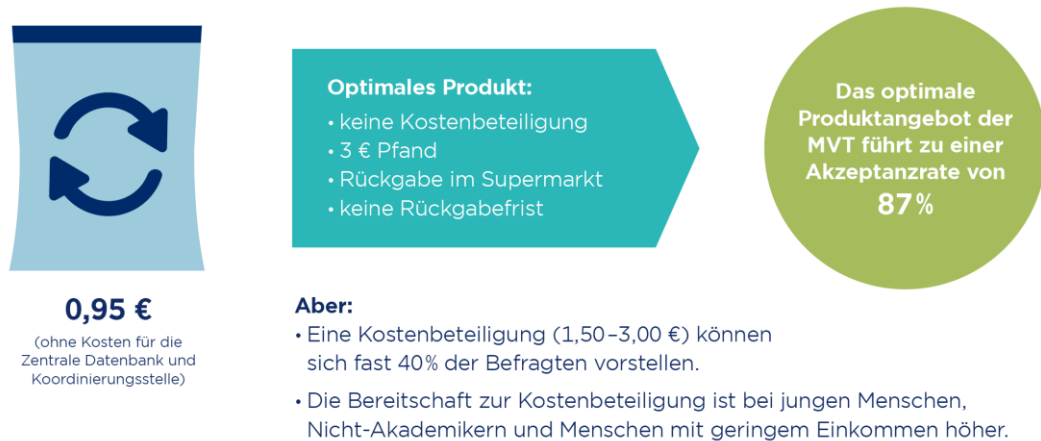 Optimales Produkt:
• keine Kostenbeteiligung
• 3 € Pfand
• Rückgabe im Supermarkt
• keine Rückgabefrist
Das optimale
Produktangebot der
MVT führt zu einer
Akzeptanzrate von
87%
0,95 €
(ohne Kosten für die
Zentrale Datenbank und
Koordinierungsstelle)
Aber:
• Eine Kostenbeteiligung (1,50–3,00 €) können
sich fast 40% der Befragten vorstellen.
• Die Bereitschaft zur Kostenbeteiligung ist bei jungen Menschen,
Nicht-Akademikern und Menschen mit geringem Einkommen höher.